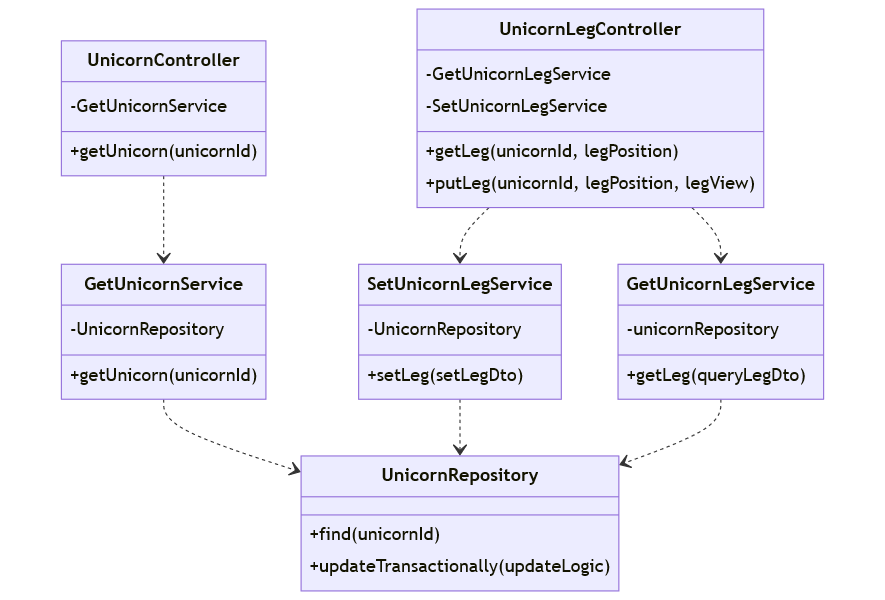 UnicornController
-GetUnicornService
+getUnicorn(unicornId)
UnicornLegController
-GetUnicornLegService
-SetUnicornLegService
+getLeg(unicornId, legPosition)
+putLeg(unicornId, legPosition, legView)
GetUnicornService
-UnicornRepository
+getUnicorn(unicornId)
SetUnicornLegService
-UnicornRepository
+setLeg(setLegDto)
GetUnicornLegService
-unicornRepository
+getLeg(queryLegDto)
UnicornRepository
+find(unicornId)
+updateTransactionally(updateLogic)